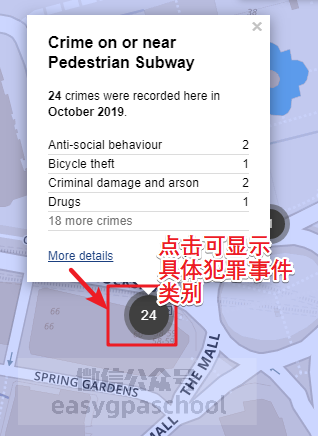 Crime on or near
Pedestrian Subway
24 crimes were recorded here in
October 2019.
Anti-social behaviour 2
Bicycle theft 1
Criminal damage and arson 2
Drugs 1
18 more crimes
More details
点击可显示
具体犯罪事件
类别
24
66
66
SPRING GARDENS
THE MALL
THE MALL
微信公众号
easygpaschool